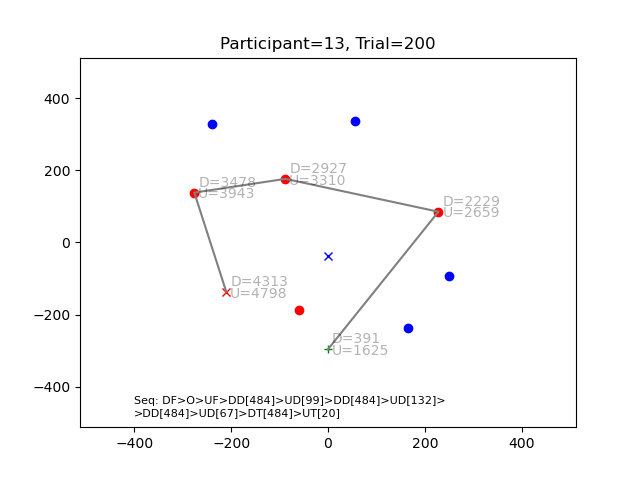 Participant=13, Trial=200
400
200
0
−200
−400
−400
−200
0
200
400
D=2927
U=3310
D=3478
U=3943
D=2229
U=2659
D=4313
U=4798
D=391
U=1625
Seq: DF>O>UF>DD[484]>UD[99]>DD[484]>UD[132]>
>DD[484]>UD[67]>DT[484]>UT[20]